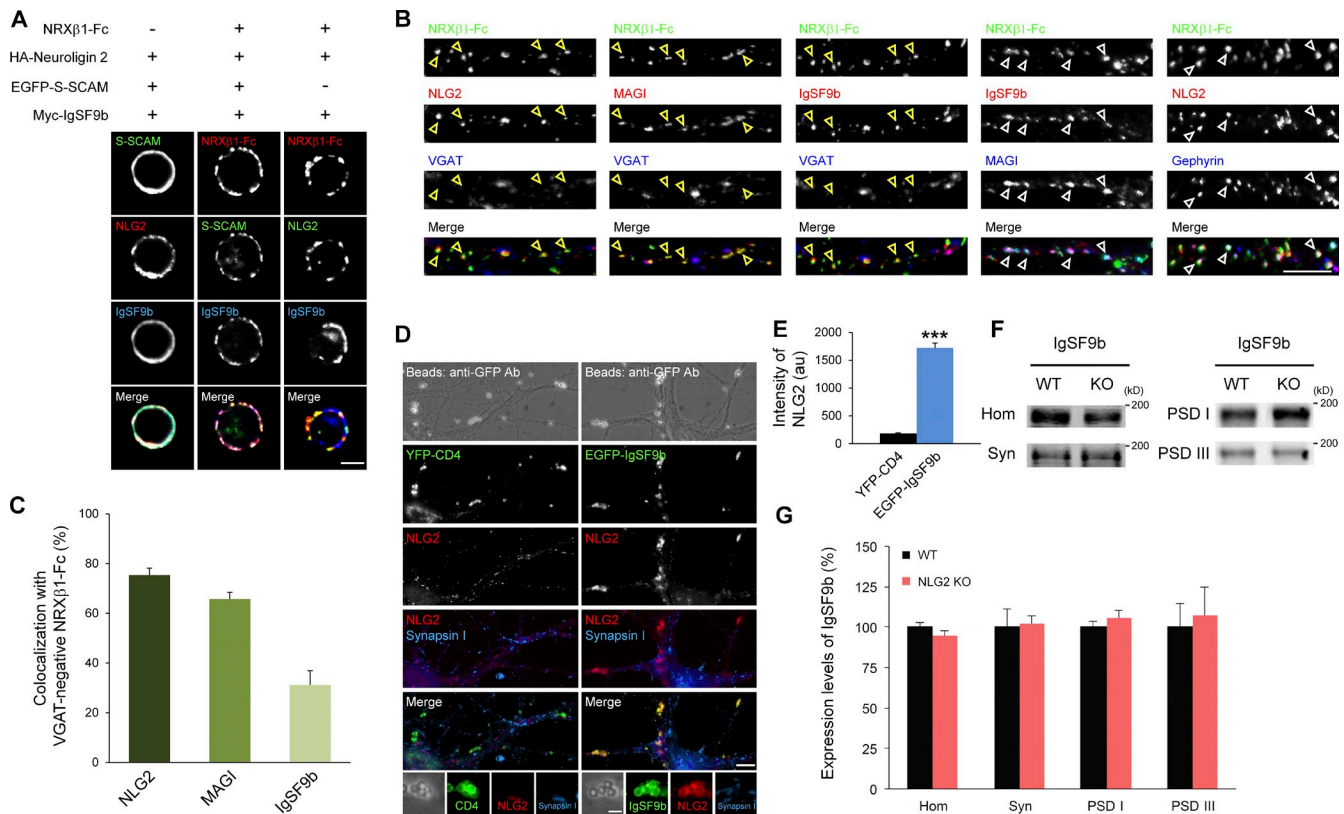 A
NRXβ1-Fc - + +
HA-Neuroligin 2 + + +
EGFP-S-SCAM + + -
Myc-IgSF9b + + +
S-SCAM NRXβ1-Fc NRXβ1-Fc
NLG2 S-SCAM NLG2
IgSF9b IgSF9b IgSF9b
Merge Merge Merge
B
NRXβ1-Fc NRXβ1-Fc NRXβ1-Fc NRXβ1-Fc NRXβ1-Fc
NLG2 MAGI IgSF9b IgSF9b NLG2
VGAT VGAT VGAT MAGI Gephyrin
Merge Merge Merge Merge Merge
C
Colocalization with
VGAT-negative NRXβ1-Fc (%)
100
80
60
40
20
0
NLG2 MAGI IgSF9b
D
Beads: anti-GFP Ab Beads: anti-GFP Ab
YFP-CD4 EGFP-IgSF9b
NLG2 NLG2
NLG2 NLG2
Synapsin I Synapsin I
Merge Merge
CD4 NLG2 Synapsin I IgSF9b NLG2 Synapsin I
E
Intensity of
NLG2 (au)
2000
1500
1000
500
0
***
YFP-CD4 EGFP-IgSF9b
F
IgSF9b IgSF9b
WT KO (kD) WT KO (kD)
Hom - 200 PSD I - 200
Syn - 200 PSD III - 200
G
Expression levels of IgSF9b (%)
150
125
100
75
50
25
0
WT
NLG2 KO
Hom Syn PSD I PSD III